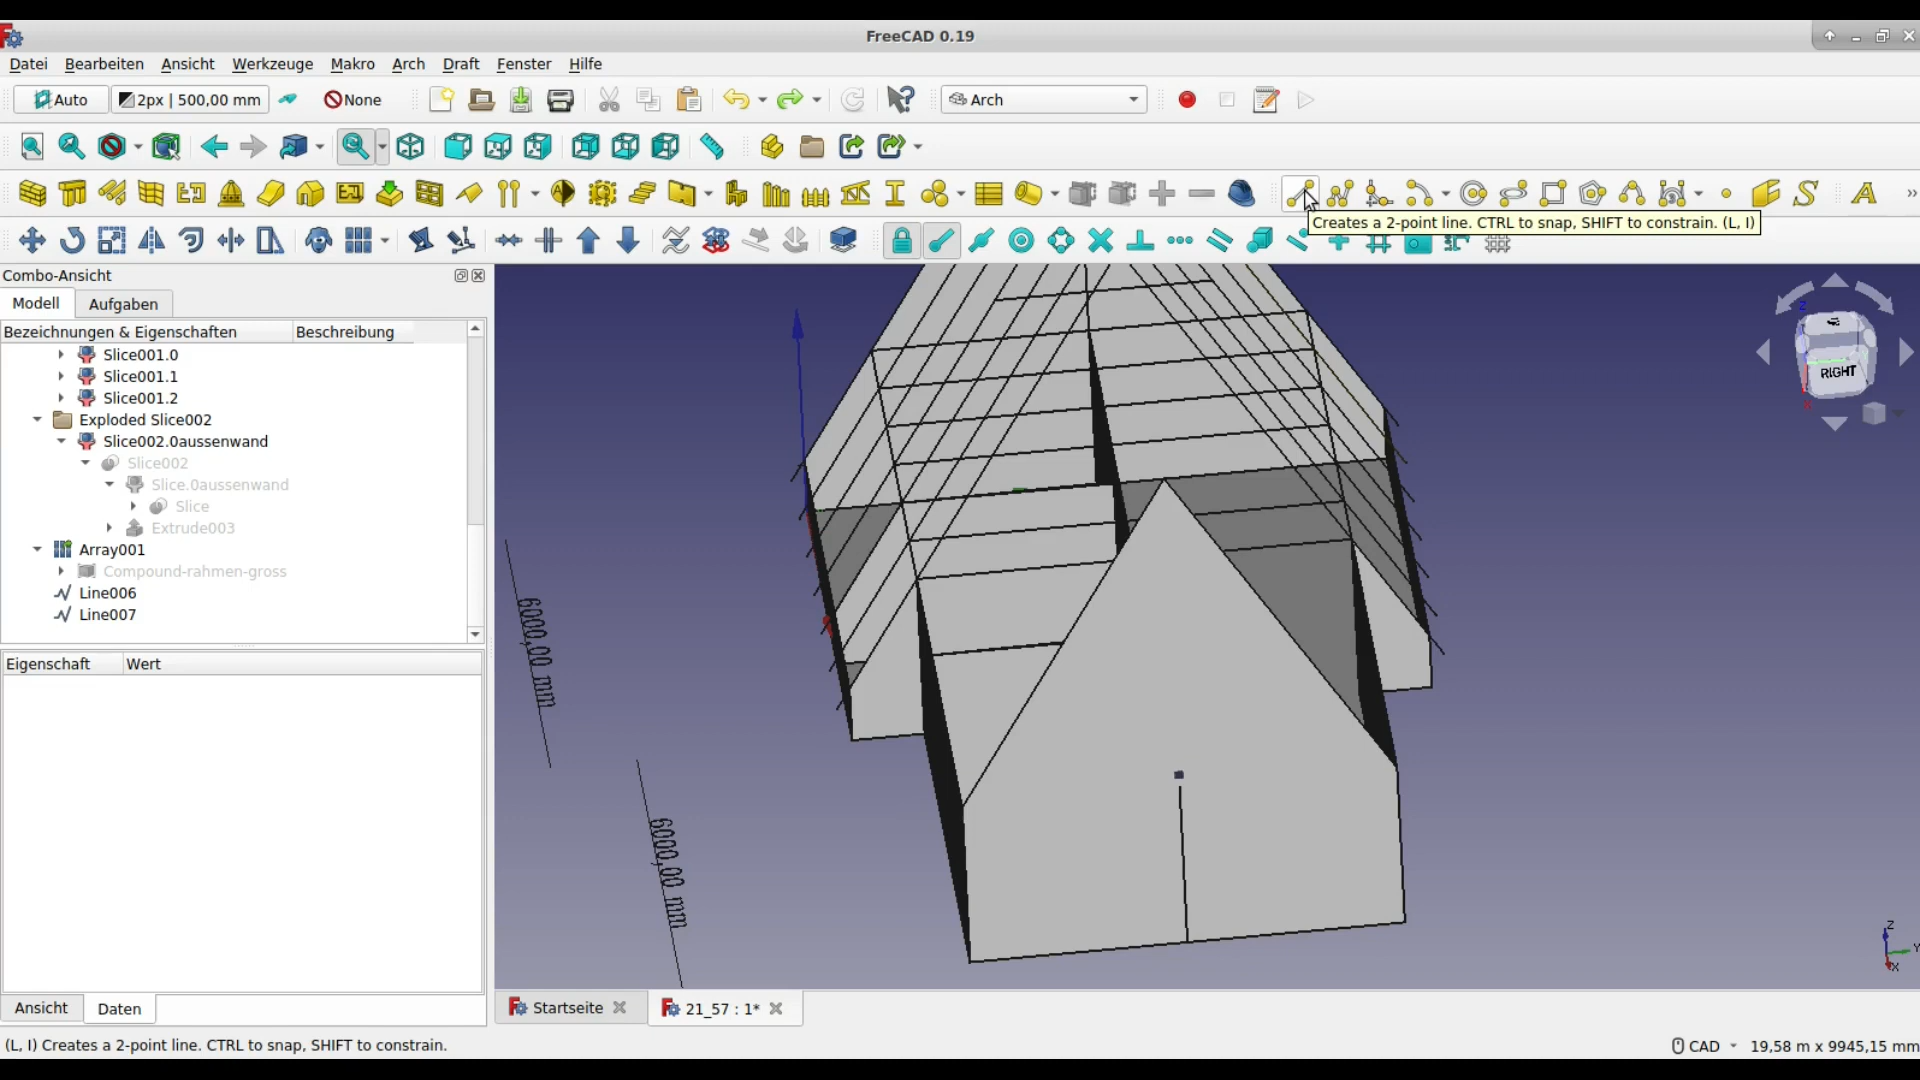 FreeCAD 0.19
Datei Bearbeiten Ansicht Werkzeuge Makro Arch Draft Fenster Hilfe
Auto 2px | 500,00 mm None Arch
A
Creates a 2-point line. CTRL to snap, SHIFT to constrain. (L, I)
Combo-Ansicht
Modell Aufgaben
Bezeichnungen & Eigenschaften Beschreibung
Slice001.0
Slice001.1
Slice001.2
Exploded Slice002
Slice002.0aussenwand
Slice002
Slice.0aussenwand
Slice
Extrude003
Array001
Compound-rahmen-gross
Line006
Line007
Eigenschaft Wert
6000,00 mm
6000,00 mm
RIGHT
Z
X
Z
Y
X
Ansicht Daten
Startseite
21_57 : 1*
(L, I) Creates a 2-point line. CTRL to snap, SHIFT to constrain.
CAD 19,58 m x 9945,15 mm